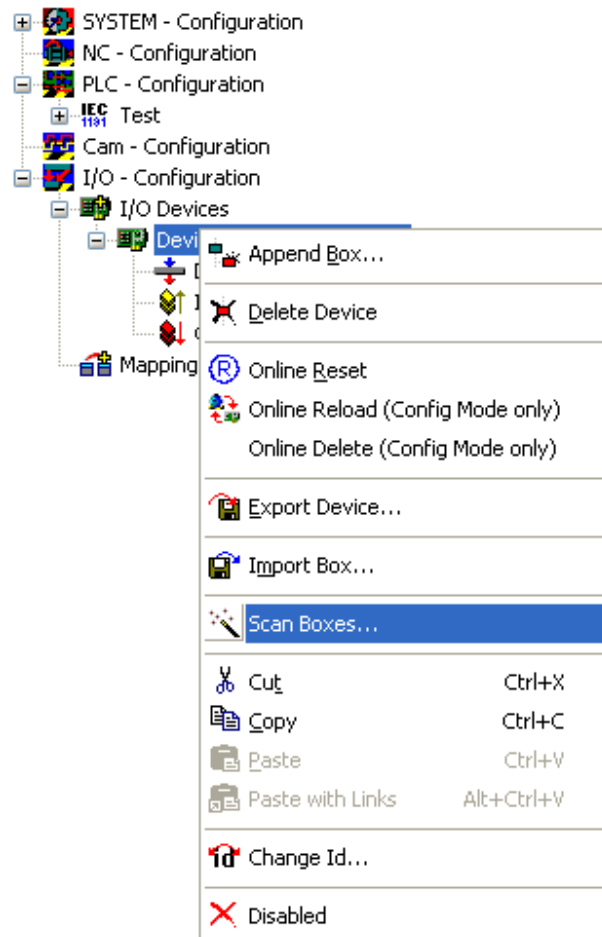 SYSTEM - Configuration
NC - Configuration
PLC - Configuration
IEC 1131 Test
Cam - Configuration
I/O - Configuration
I/O Devices
Devi
Append Box...
Delete Device
Mapping
Online Reset
Online Reload (Config Mode only)
Online Delete (Config Mode only)
Export Device...
Import Box...
Scan Boxes...
Cut Ctrl+X
Copy Ctrl+C
Paste Ctrl+V
Paste with Links Alt+Ctrl+V
Change Id...
Disabled